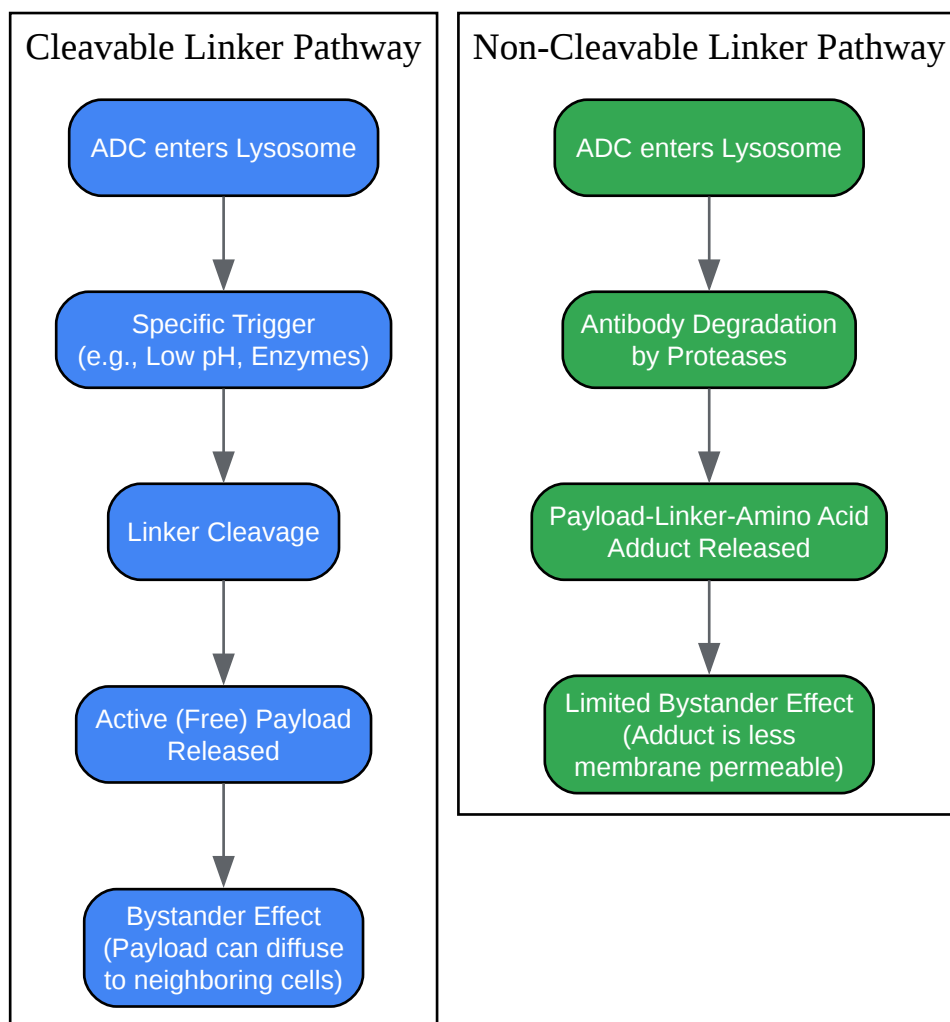 Cleavable Linker Pathway
ADC enters Lysosome
Specific Trigger
(e.g., Low pH, Enzymes)
Linker Cleavage
Active (Free) Payload
Released
Bystander Effect
(Payload can diffuse
to neighboring cells)
Non-Cleavable Linker Pathway
ADC enters Lysosome
Antibody Degradation
by Proteases
Payload-Linker-Amino Acid
Adduct Released
Limited Bystander Effect
(Adduct is less
membrane permeable)